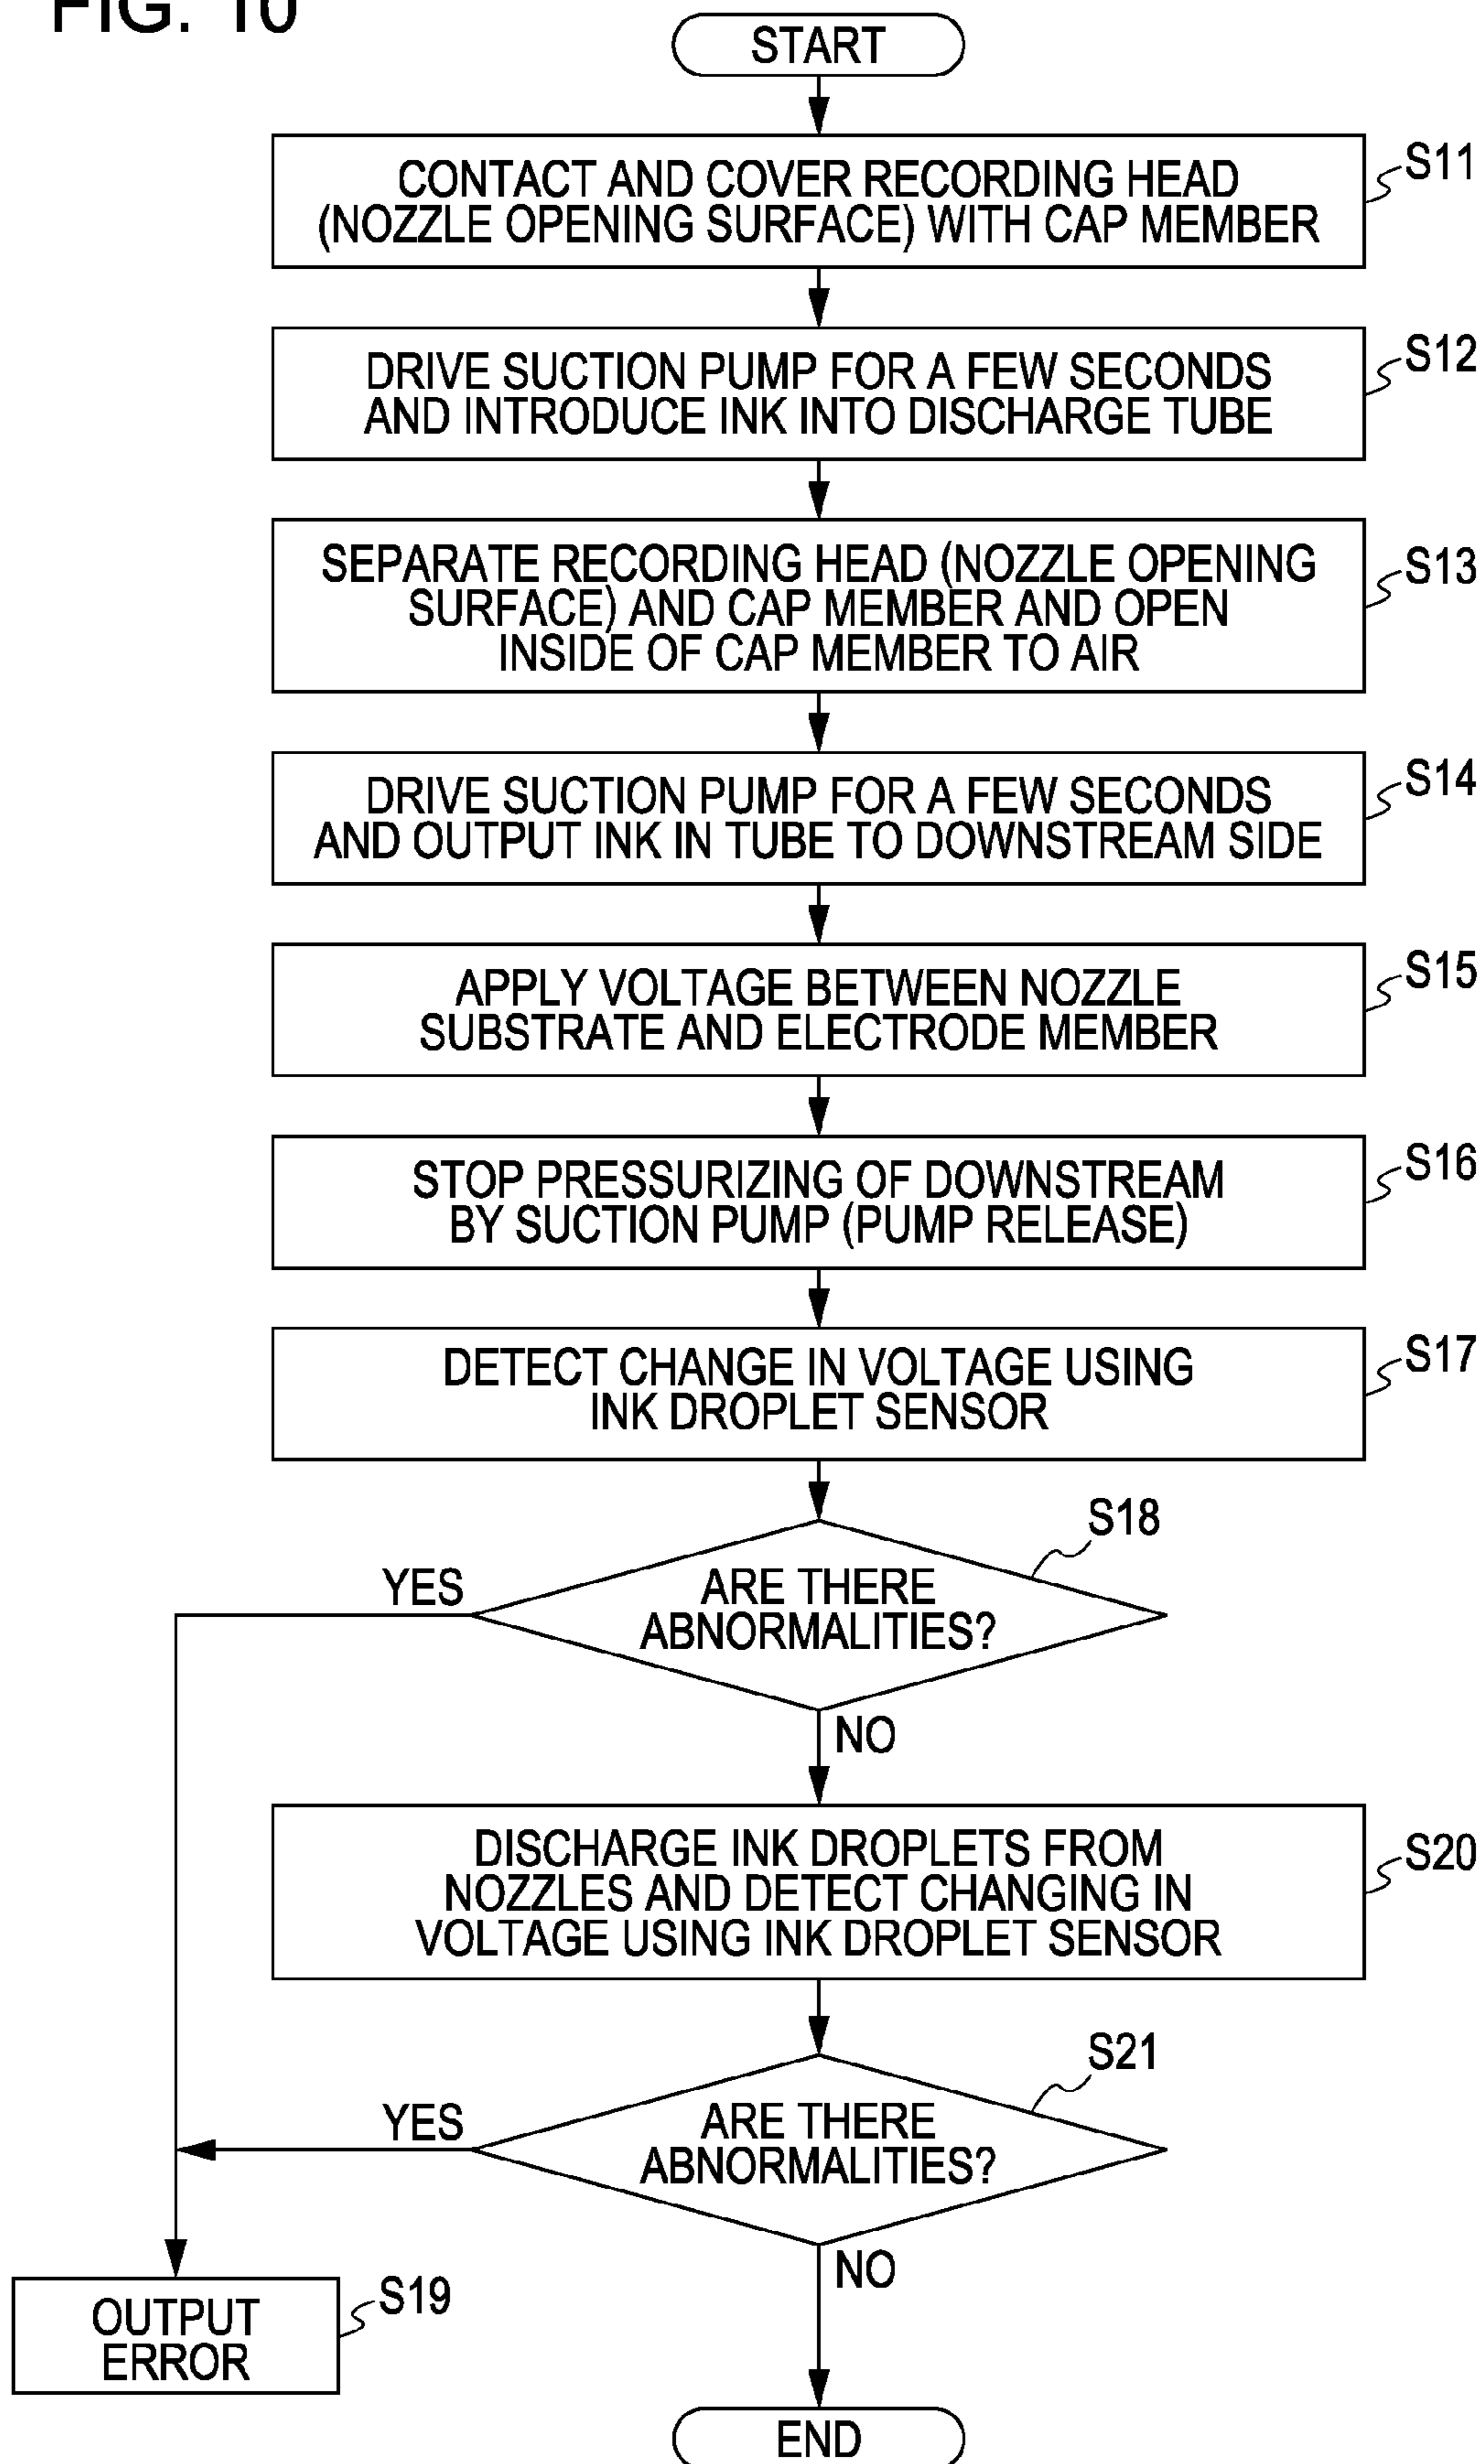 FIG. 10
START
CONTACT AND COVER RECORDING HEAD
(NOZZLE OPENING SURFACE) WITH CAP MEMBER
S11
DRIVE SUCTION PUMP FOR A FEW SECONDS
AND INTRODUCE INK INTO DISCHARGE TUBE
S12
SEPARATE RECORDING HEAD (NOZZLE OPENING
SURFACE) AND CAP MEMBER AND OPEN
INSIDE OF CAP MEMBER TO AIR
S13
DRIVE SUCTION PUMP FOR A FEW SECONDS
AND OUTPUT INK IN TUBE TO DOWNSTREAM SIDE
S14
APPLY VOLTAGE BETWEEN NOZZLE
SUBSTRATE AND ELECTRODE MEMBER
S15
STOP PRESSURIZING OF DOWNSTREAM
BY SUCTION PUMP (PUMP RELEASE)
S16
DETECT CHANGE IN VOLTAGE USING
INK DROPLET SENSOR
S17
S18
YES
ARE THERE
ABNORMALITIES?
NO
DISCHARGE INK DROPLETS FROM
NOZZLES AND DETECT CHANGING IN
VOLTAGE USING INK DROPLET SENSOR
S20
S21
YES
ARE THERE
ABNORMALITIES?
NO
OUTPUT
ERROR
S19
END